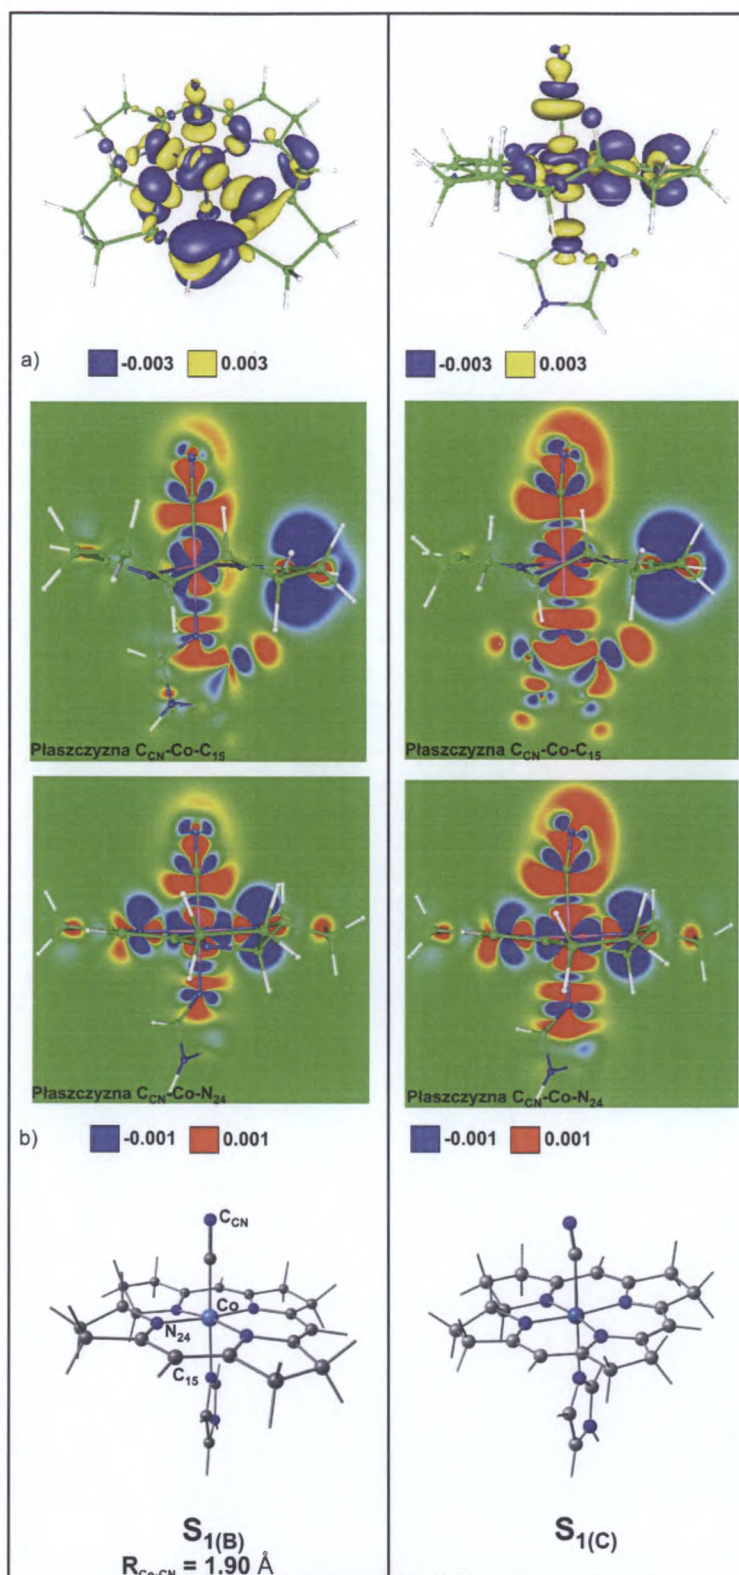 a)
-0.003 0.003
-0.003 0.003
Płaszczyzna C_CN-Co-C_15
Płaszczyzna C_CN-Co-C_15
Płaszczyzna C_CN-Co-N_24
Płaszczyzna C_CN-Co-N_24
b)
-0.001 0.001
-0.001 0.001
C_CN
Co
N_24
C_15
S_1(B)
R_Co-CN = 1.90 Å
S_1(C)